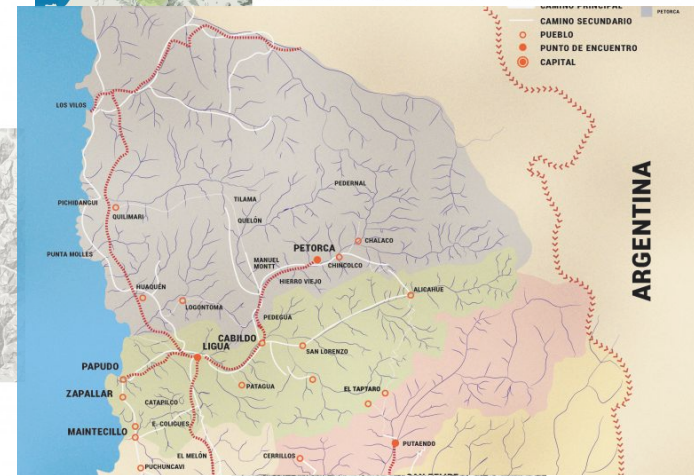 CAMINO PRINCIPAL
CAMINO SECUNDARIO
PUEBLO
PUNTO DE ENCUENTRO
CAPITAL
PETORCA
ARGENTINA
LOS VILOS
PEDERNAL
TILAMA
PICHIDANGUI
QUILIMARI
QUELÓN
CHALACO
PETORCA
PUNTA MOLLES
MANUEL
MONTT
CHINCOLCO
HIERRO VIEJO
HUAQUÉN
ALICAHUE
LOGONTOMA
PEDEGUA
CABILDO
LIGUA
SAN LORENZO
PAPUDO
PATAGUA
EL TAPTARO
ZAPALLAR
CATAPILCO
E. COLIGUES
MAINTECILLO
PUTAENDO
EL MELÓN
CERRILLOS
PUCHUNCAVI